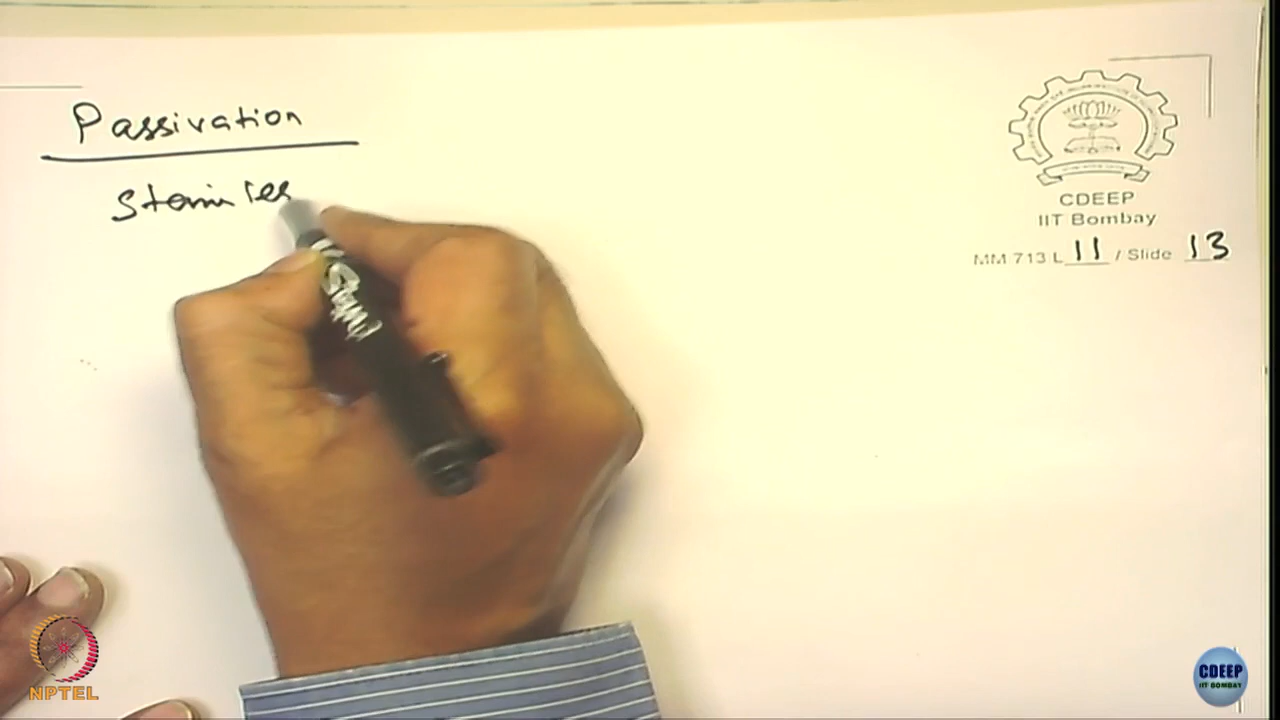 Passivation
Stainles
CDEEP
IIT Bombay
MM 713 L 11 / Slide 13
NPTEL
CDEEP
IIT BOMBAY